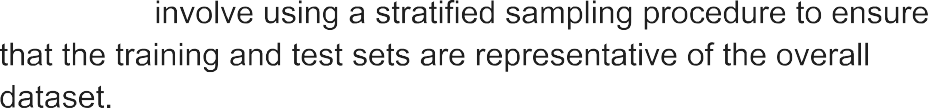 involve using a stratified sampling procedure to ensure
that the training and test sets are representative of the overall
dataset.